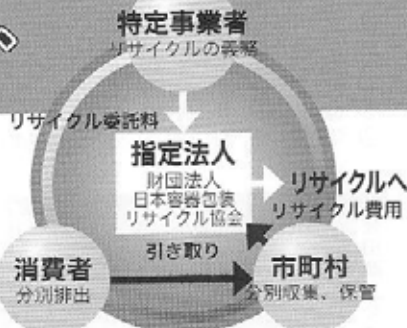 特定事業者
リサイクルの義務
リサイクル委託料
指定法人
財団法人
日本容器包装
リサイクル協会
リサイクルへ
リサイクル費用
引き取り
消費者
分別排出
市町村
分別収集、保管